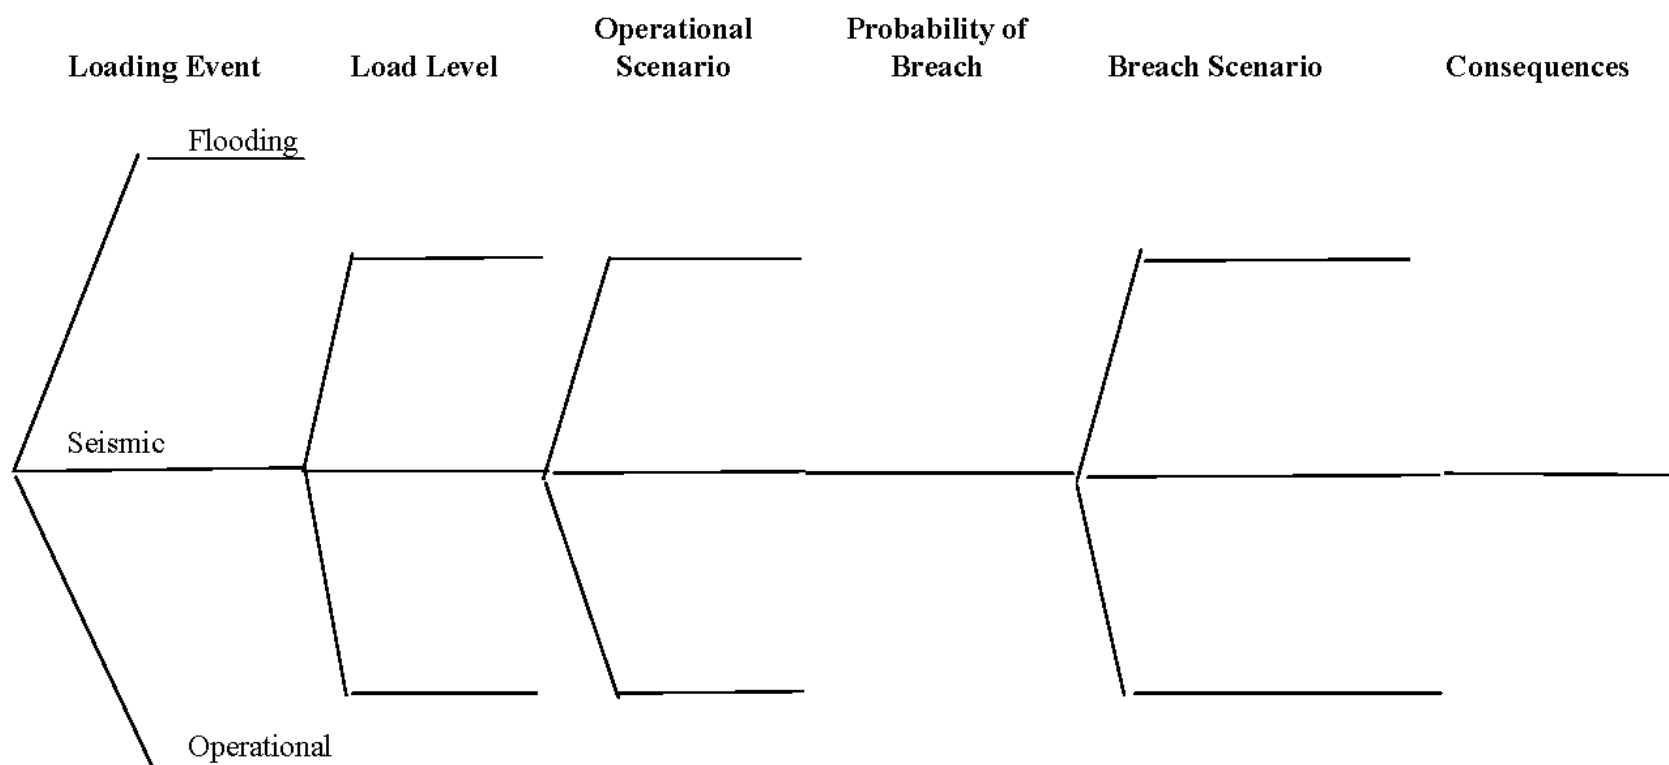 Loading Event
Load Level
Operational
Scenario
Probability of
Breach
Breach Scenario
Consequences
Flooding
Seismic
Operational